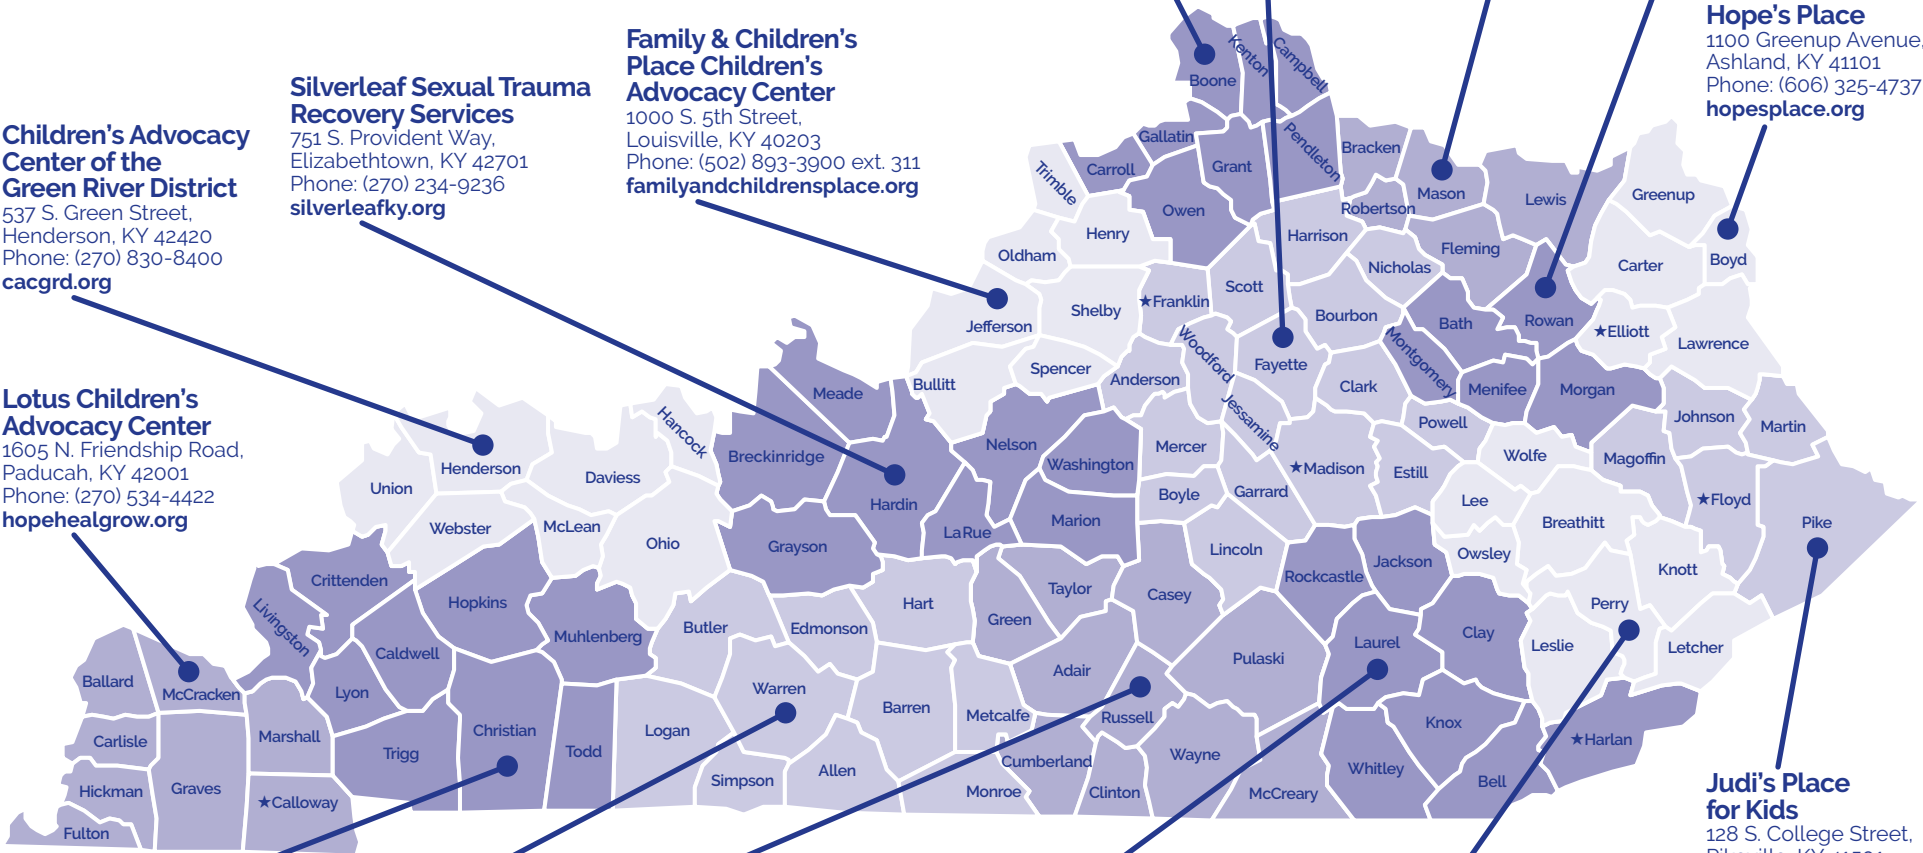 Hope's Place
1100 Greenup Avenue,
Ashland, KY 41101
Phone: (606) 325-4737
hopesplace.org
Family & Children's
Place Children's
Advocacy Center
1000 S. 5th Street,
Louisville, KY 40203
Phone: (502) 893-3900 ext. 311
familyandchildrensplace.org
Silverleaf Sexual Trauma
Recovery Services
751 S. Provident Way,
Elizabethtown, KY 42701
Phone: (270) 234-9236
silverleafky.org
Children's Advocacy
Center of the
Green River District
537 S. Green Street,
Henderson, KY 42420
Phone: (270) 830-8400
cacgrd.org
Lotus Children's
Advocacy Center
1605 N. Friendship Road,
Paducah, KY 42001
Phone: (270) 534-4422
hopehealgrow.org
Boone
Kenton
Campbell
Gallatin
Carroll
Grant
Pendleton
Bracken
Mason
Robertson
Lewis
Greenup
Trimble
Owen
Henry
Oldham
Harrison
Fleming
Nicholas
Carter
Boyd
Jefferson
Shelby
★Franklin
Scott
Bourbon
Bath
Rowan
★Elliott
Lawrence
Woodford
Fayette
Montgomery
Bullitt
Spencer
Anderson
Clark
Menifee
Morgan
Meade
Jessamine
Powell
Johnson
Martin
Hancock
Breckinridge
Nelson
Washington
Mercer
★Madison
Estill
Wolfe
Magoffin
Henderson
Union
Daviess
Hardin
Boyle
Garrard
Lee
★Floyd
Webster
McLean
Ohio
Grayson
LaRue
Marion
Lincoln
Breathitt
Pike
Owsley
Knott
Crittenden
Hopkins
Livingston
Hart
Taylor
Green
Casey
Rockcastle
Jackson
Perry
Muhlenberg
Butler
Edmonson
Laurel
Clay
Leslie
Letcher
Caldwell
Lyon
Ballard
McCracken
Warren
Barren
Adair
Pulaski
Metcalfe
Russell
Knox
Carlisle
Marshall
Trigg
Christian
Todd
Logan
★Harlan
Hickman
Graves
★Calloway
Simpson
Allen
Monroe
Cumberland
Clinton
Wayne
McCreary
Whitley
Bell
Fulton
Judi's Place
for Kids
128 S. College Street,